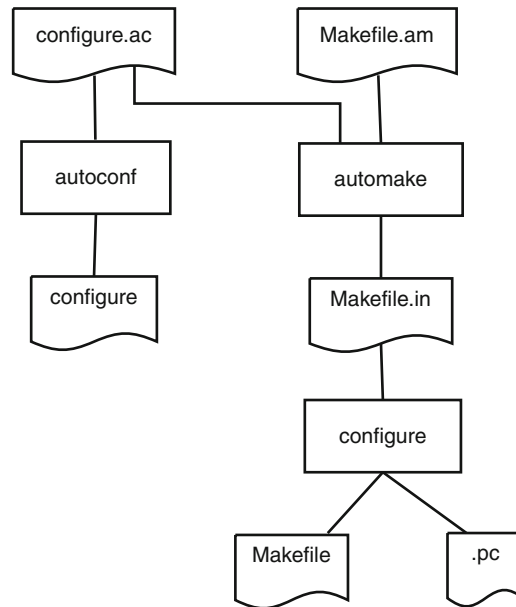 configure.ac
Makefile.am
autoconf
automake
configure
Makefile.in
configure
Makefile
.pc